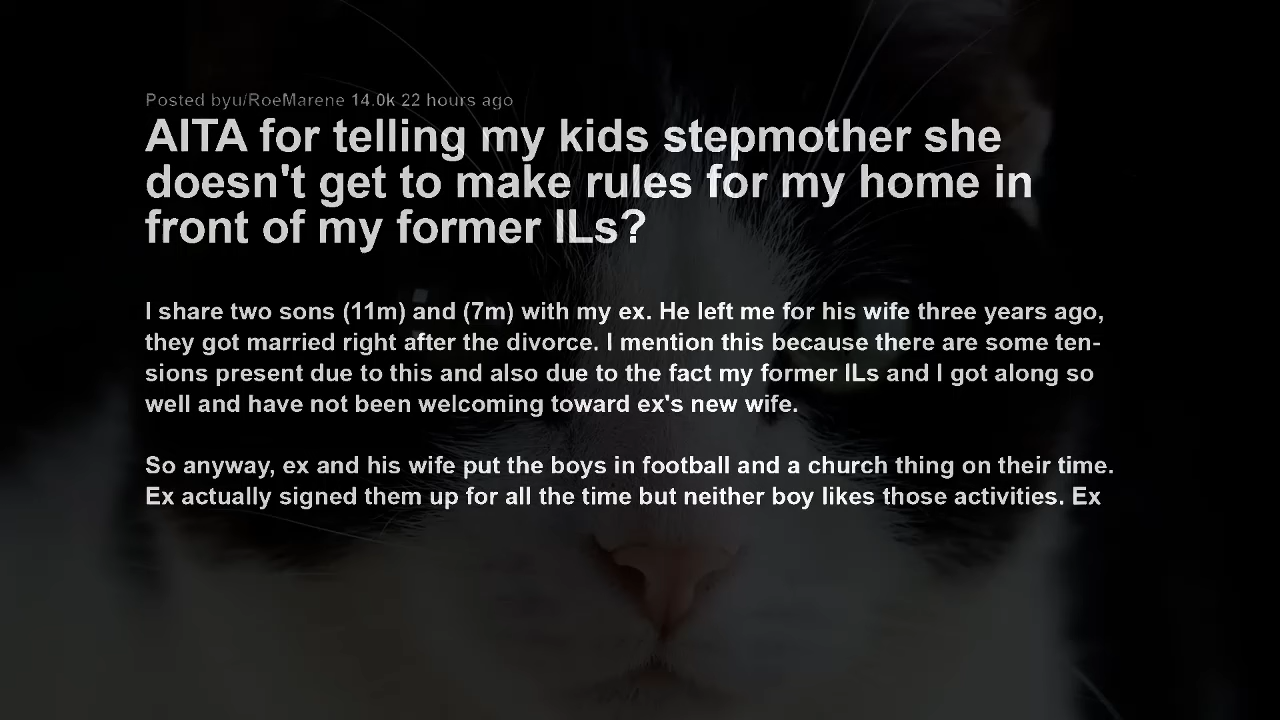 Posted byu/RoeMarene 14.0k 22 hours ago
AITA for telling my kids stepmother she
doesn't get to make rules for my home in
front of my former ILs?
I share two sons (11m) and (7m) with my ex. He left me for his wife three years ago,
they got married right after the divorce. I mention this because there are some ten-
sions present due to this and also due to the fact my former ILs and I got along so
well and have not been welcoming toward ex's new wife.
So anyway, ex and his wife put the boys in football and a church thing on their time.
Ex actually signed them up for all the time but neither boy likes those activities. Ex